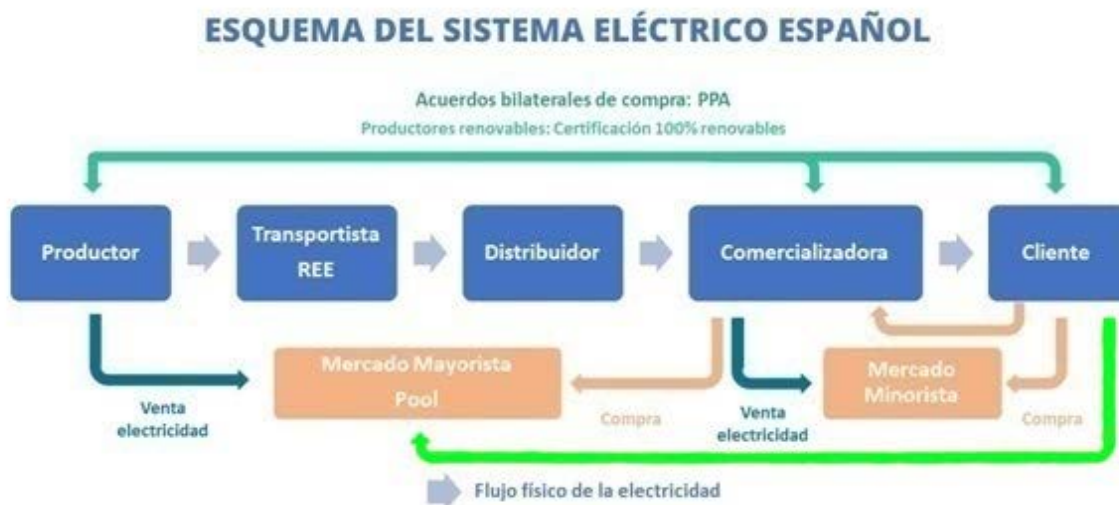 ESQUEMA DEL SISTEMA ELÉCTRICO ESPAÑOL
Acuerdos bilaterales de compra: PPA
Productores renovables: Certificación 100% renovables
Productor
Transportista
REE
Distribuidor
Comercializadora
Cliente
Mercado Mayorista
Pool
Mercado
Minorista
Venta
electricidad
Compra
Venta
electricidad
Compra
Flujo físico de la electricidad